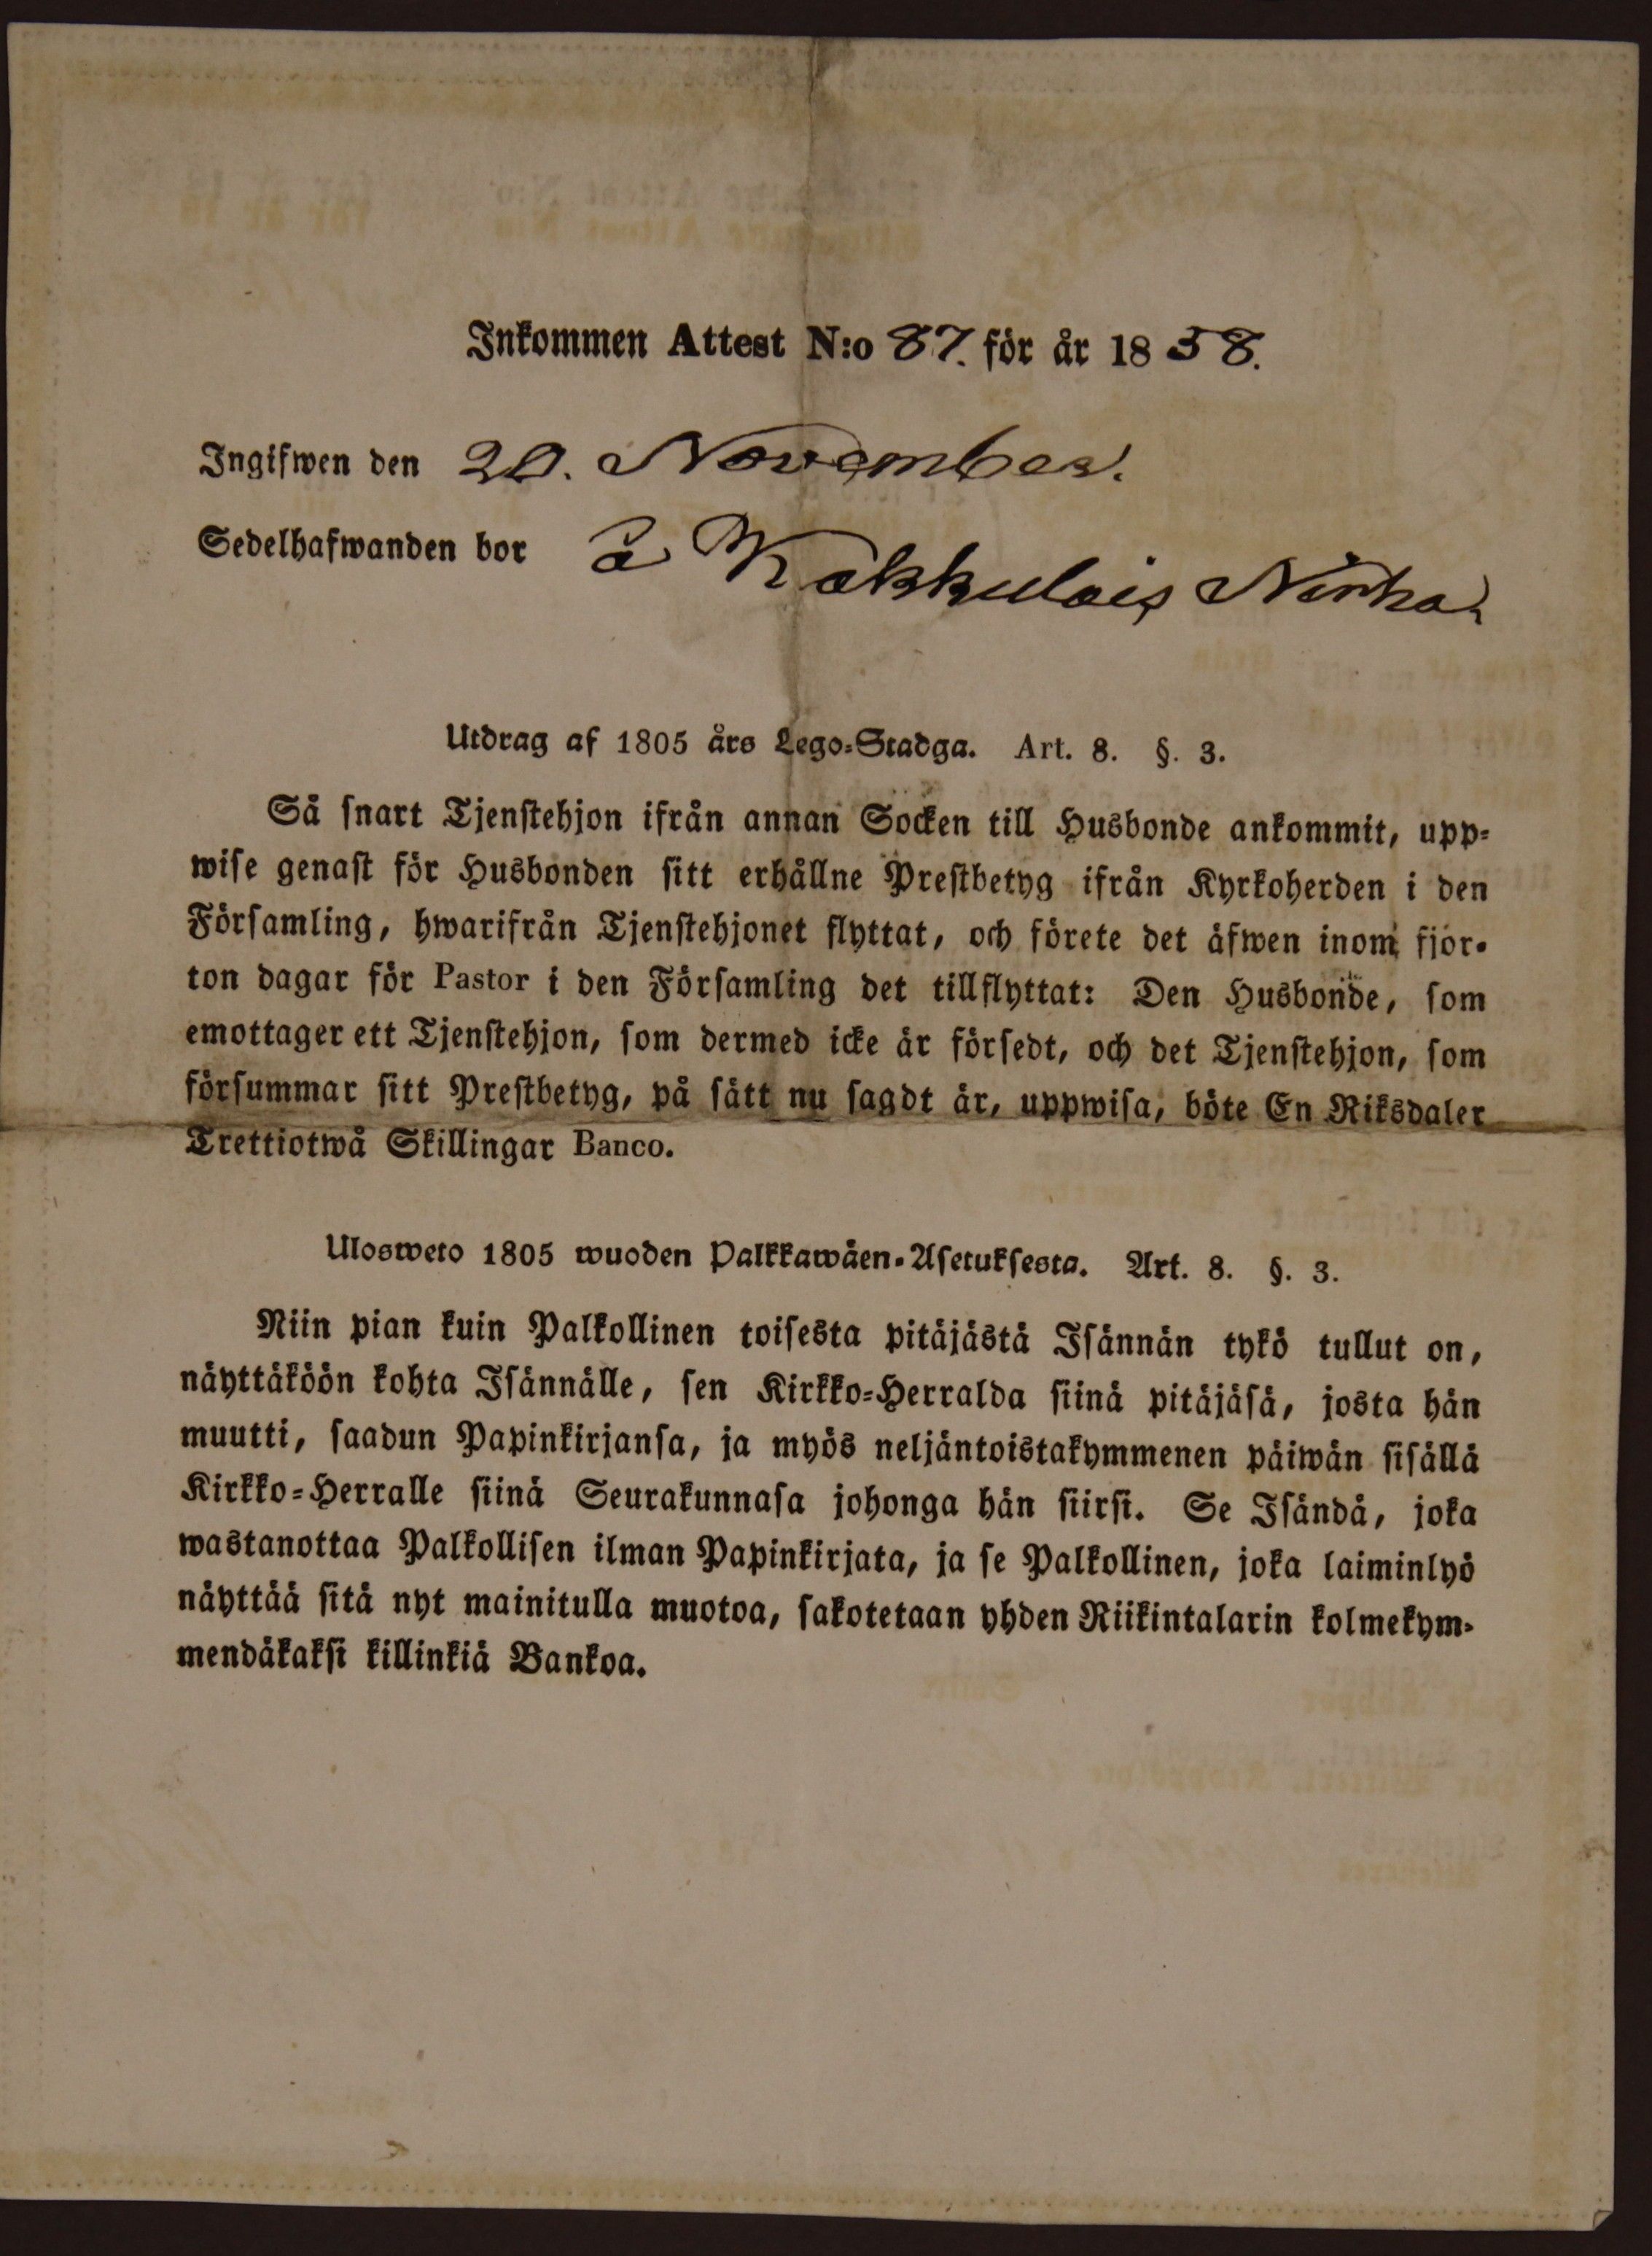 Inkommen Attest N:o 87. för år 1858.
Ingifwen den 20. November.
Sedelhafwanden bor å Kakkulais Nirha
Utdrag af 1805 års Lego-Stadga. Art. 8. §. 3.
Så snart Tjenstehjon ifrån annan Socken till Husbonde ankommit, upp-
wise genast för Husbonden sitt erhållne Prestbetyg ifrån Kyrkoherden i den
Församling, hwarifrån Tjenstehjonet flyttat, och förete det äfwen inom fjor-
ton dagar för Pastor i den Församling det tillflyttat: Den Husbonde, som
emottager ett Tjenstehjon, som dermed icke är försedt, och det Tjenstehjon, som
försummar sitt Prestbetyg, på sätt nu sagdt är, uppwisa, böte En Riksdaler
Trettiotwå Skillingar Banco.
Ulosweto 1805 wuoden Palkkawäen-Asetuksesta. Art. 8. §. 3.
Niin pian kuin Palkollinen toisesta pitäjästä Isännän tykö tullut on,
näyttäköön kohta Isännälle, sen Kirkko-Herralda siinä pitäjäsä, josta hän
muutti, saadun Papinkirjansa, ja myös neljäntoistakymmenen päiwän sisällä
Kirkko-Herralle siinä Seurakunnasa johonga hän siirsi. Se Isändä, joka
wastanottaa Palkollisen ilman Papinkirjata, ja se Palkollinen, joka laiminlyö
näyttää sitä nyt mainitulla muotoa, sakotetaan yhden Riikintalarin kolmekym-
mendäkaksi killinkiä Bankoa.